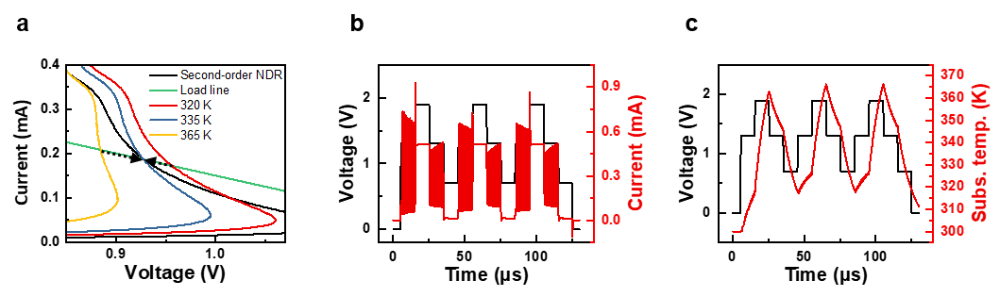 a
b
c
0.4
0.3
0.2
0.1
0.0
Current (mA)
0.9
1.0
Voltage (V)
Second-order NDR
Load line
320 K
335 K
365 K
2
1
0
Voltage (V)
0
50
100
Time (µs)
0.9
0.6
0.3
0.0
Current (mA)
2
1
0
Voltage (V)
0
50
100
Time (µs)
370
360
350
340
330
320
310
300
Subs. temp. (K)